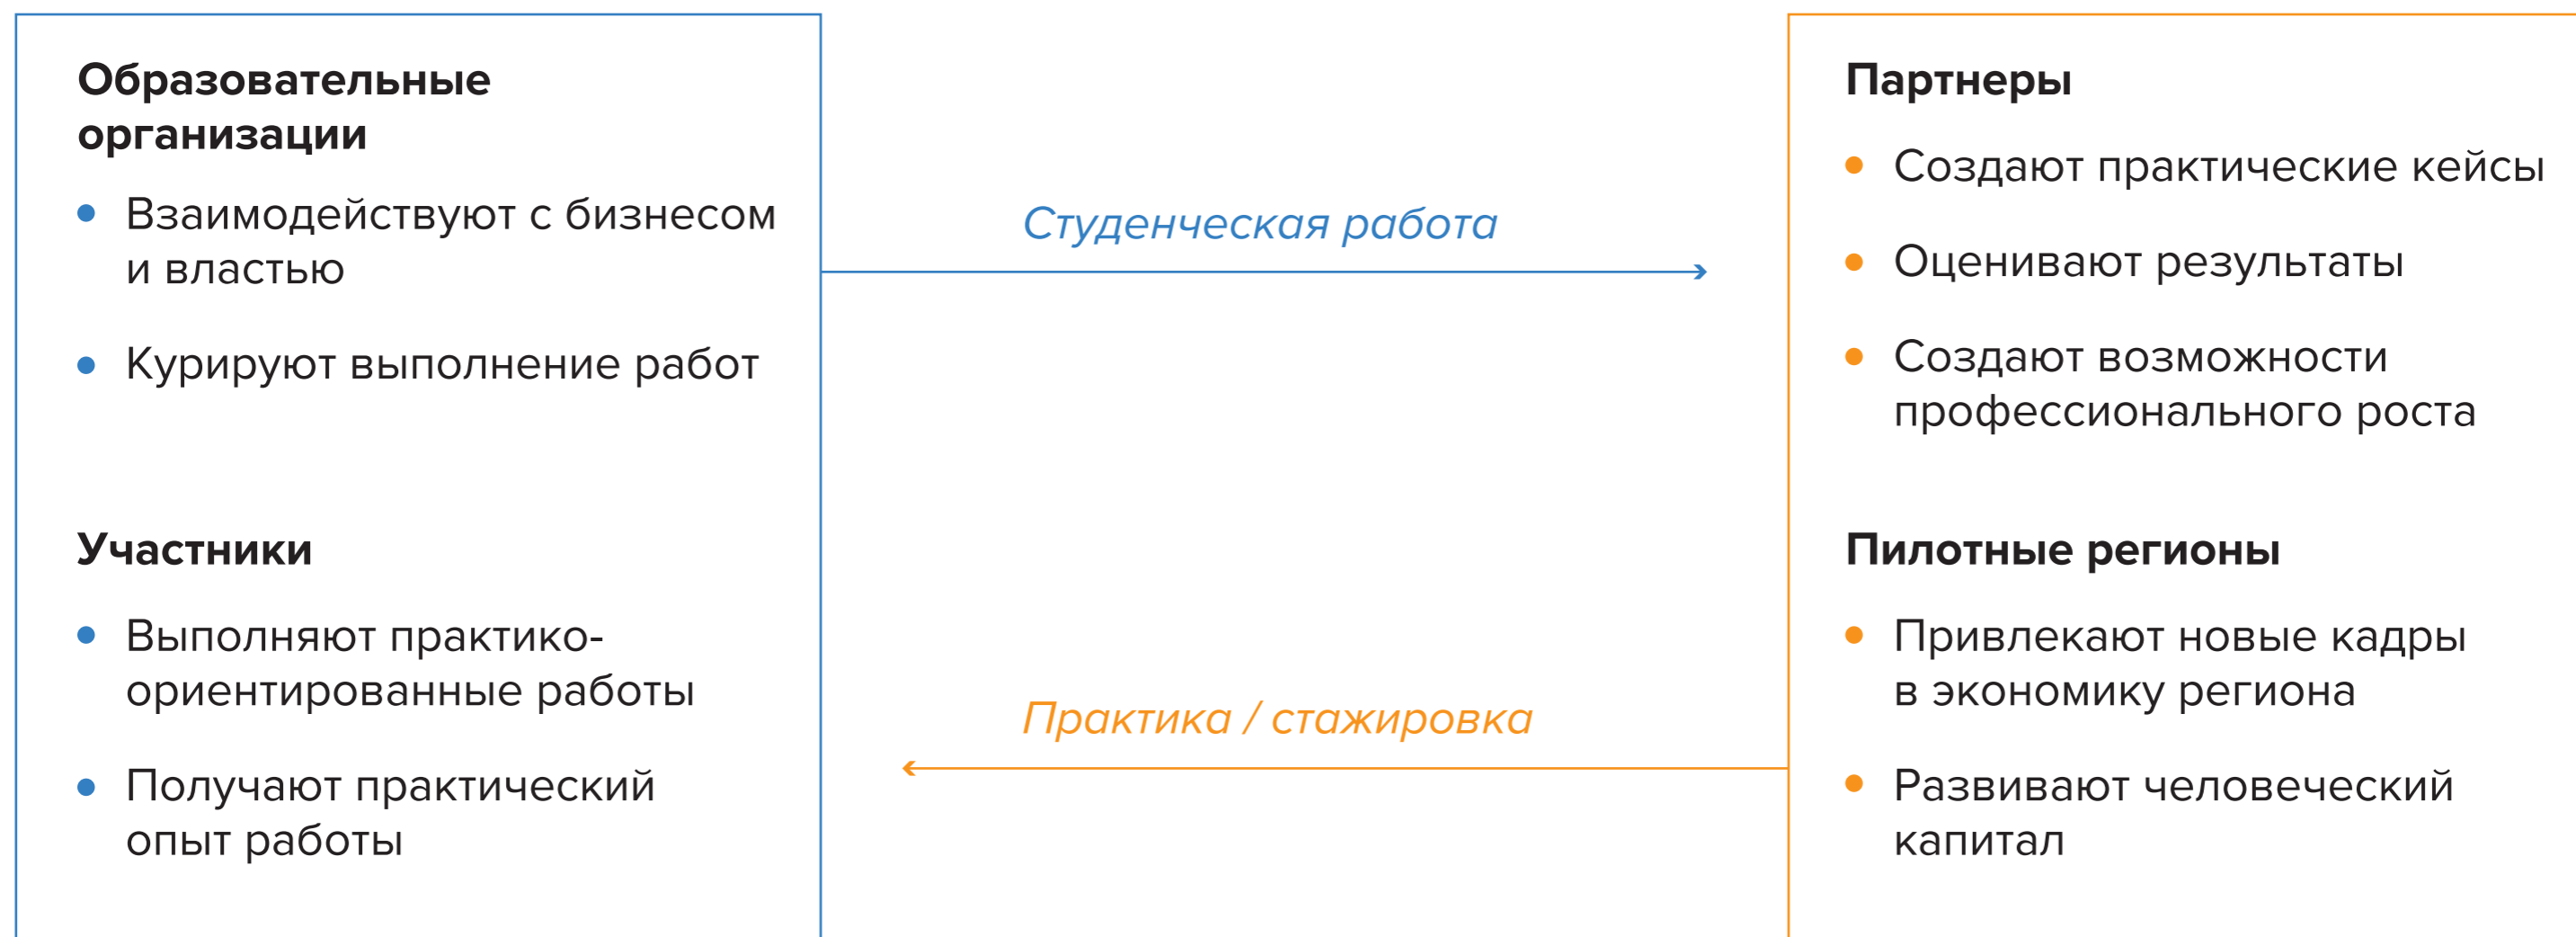 Образовательные
организации
Взаимодействуют с бизнесом
и властью
Курируют выполнение работ
Участники
Выполняют практико-
ориентированные работы
Получают практический
опыт работы
Студенческая работа
Практика / стажировка
Партнеры
Создают практические кейсы
Оценивают результаты
Создают возможности
профессионального роста
Пилотные регионы
Привлекают новые кадры
в экономику региона
Развивают человеческий
капитал